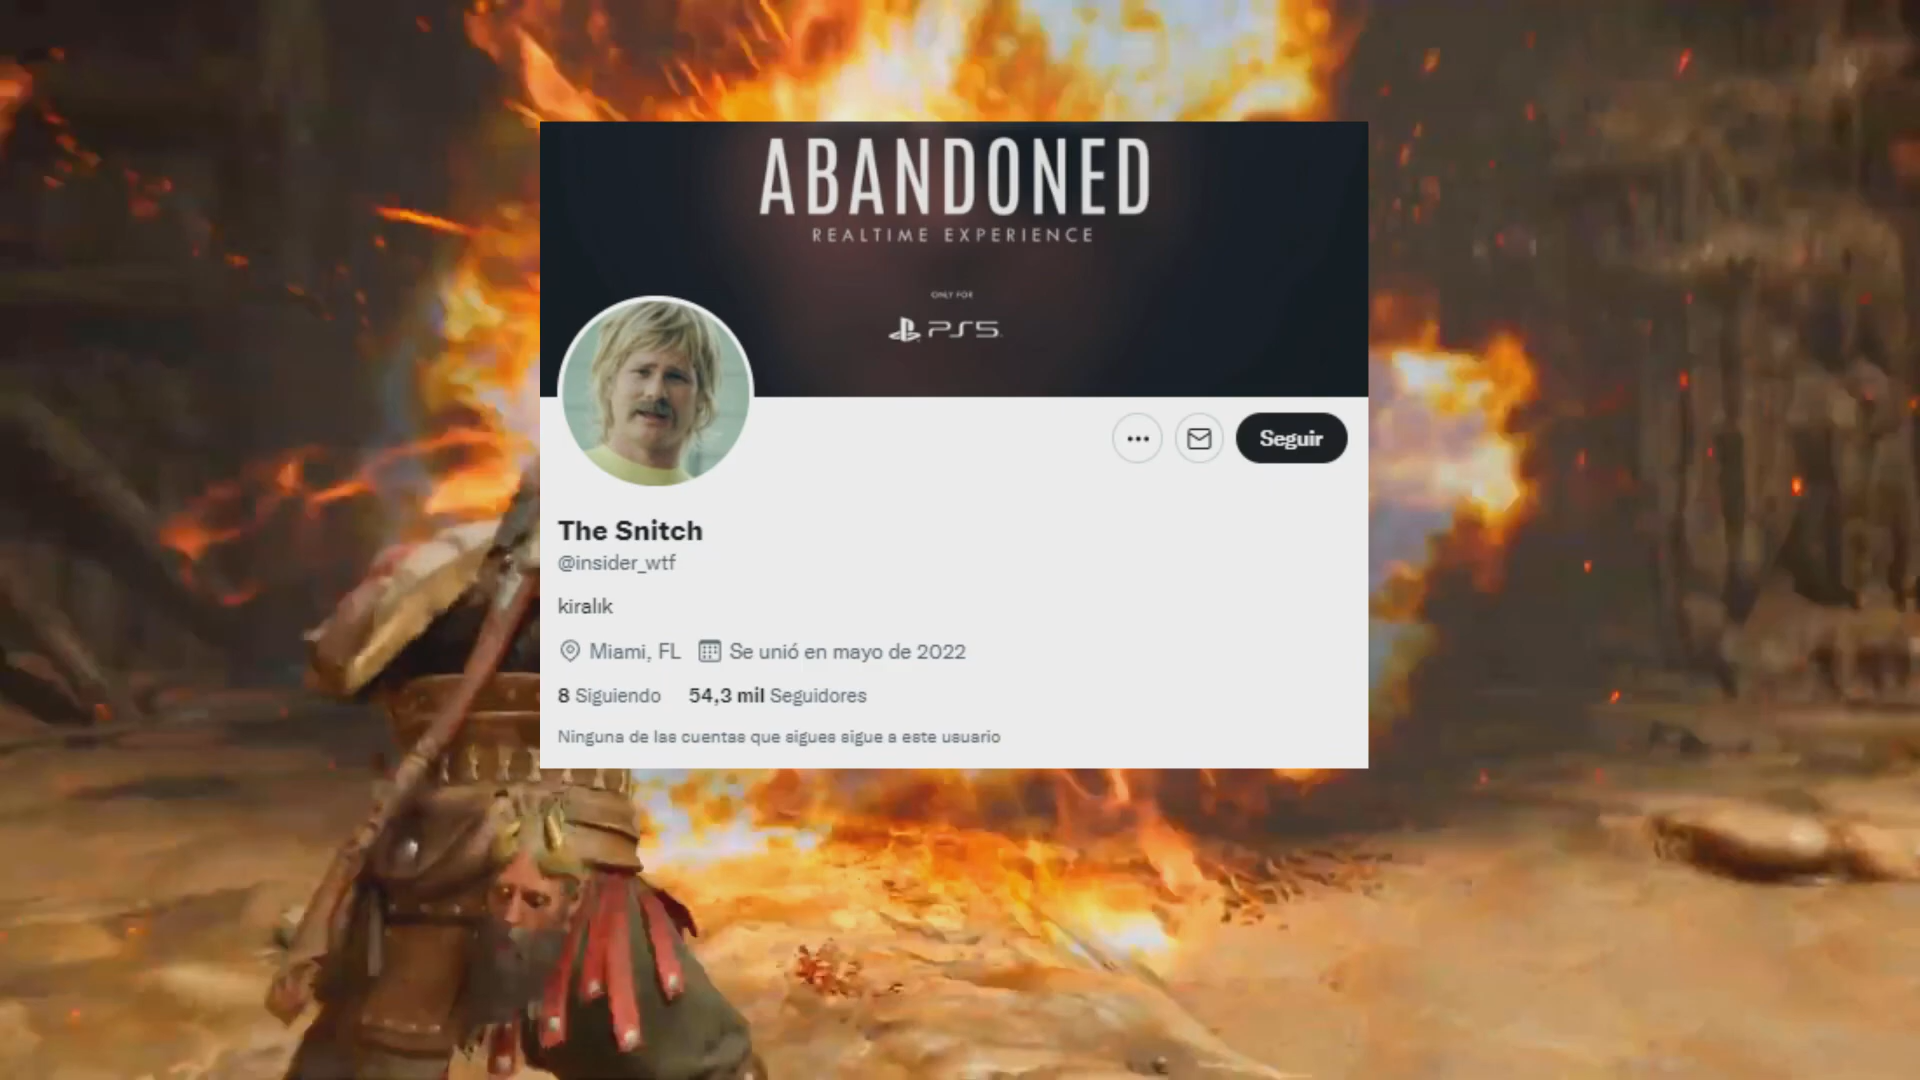 ABANDONED
REALTIME EXPERIENCE
ONLY FOR
PS5
Seguir
The Snitch
@insider_wtf
kiralık
Miami, FL Se unió en mayo de 2022
8 Siguiendo 54,3 mil Seguidores
Ninguna de las cuentas que sigues sigue a este usuario